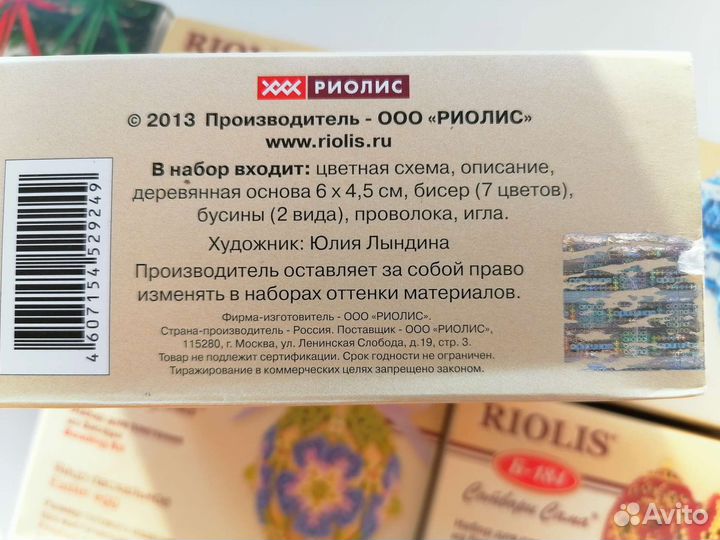 RIOLIS
РИОЛИС
© 2013 Производитель - ООО «РИОЛИС»
www.riolis.ru
В набор входит: цветная схема, описание,
деревянная основа 6 х 4,5 см, бисер (7 цветов),
бусины (2 вида), проволока, игла.
Художник: Юлия Лындина
Производитель оставляет за собой право
изменять в наборах оттенки материалов.
Фирма-изготовитель - ООО «РИОЛИС».
Страна-производитель - Россия. Поставщик - ООО «РИОЛИС»,
115280, г. Москва, ул. Ленинская Слобода, д.19, стр. 3.
Товар не подлежит сертификации. Срок годности не ограничен.
Тиражирование в коммерческих целях запрещено законом.
4607154529249
RIOLIS®
Б-184
Сотвори Сама
Avito